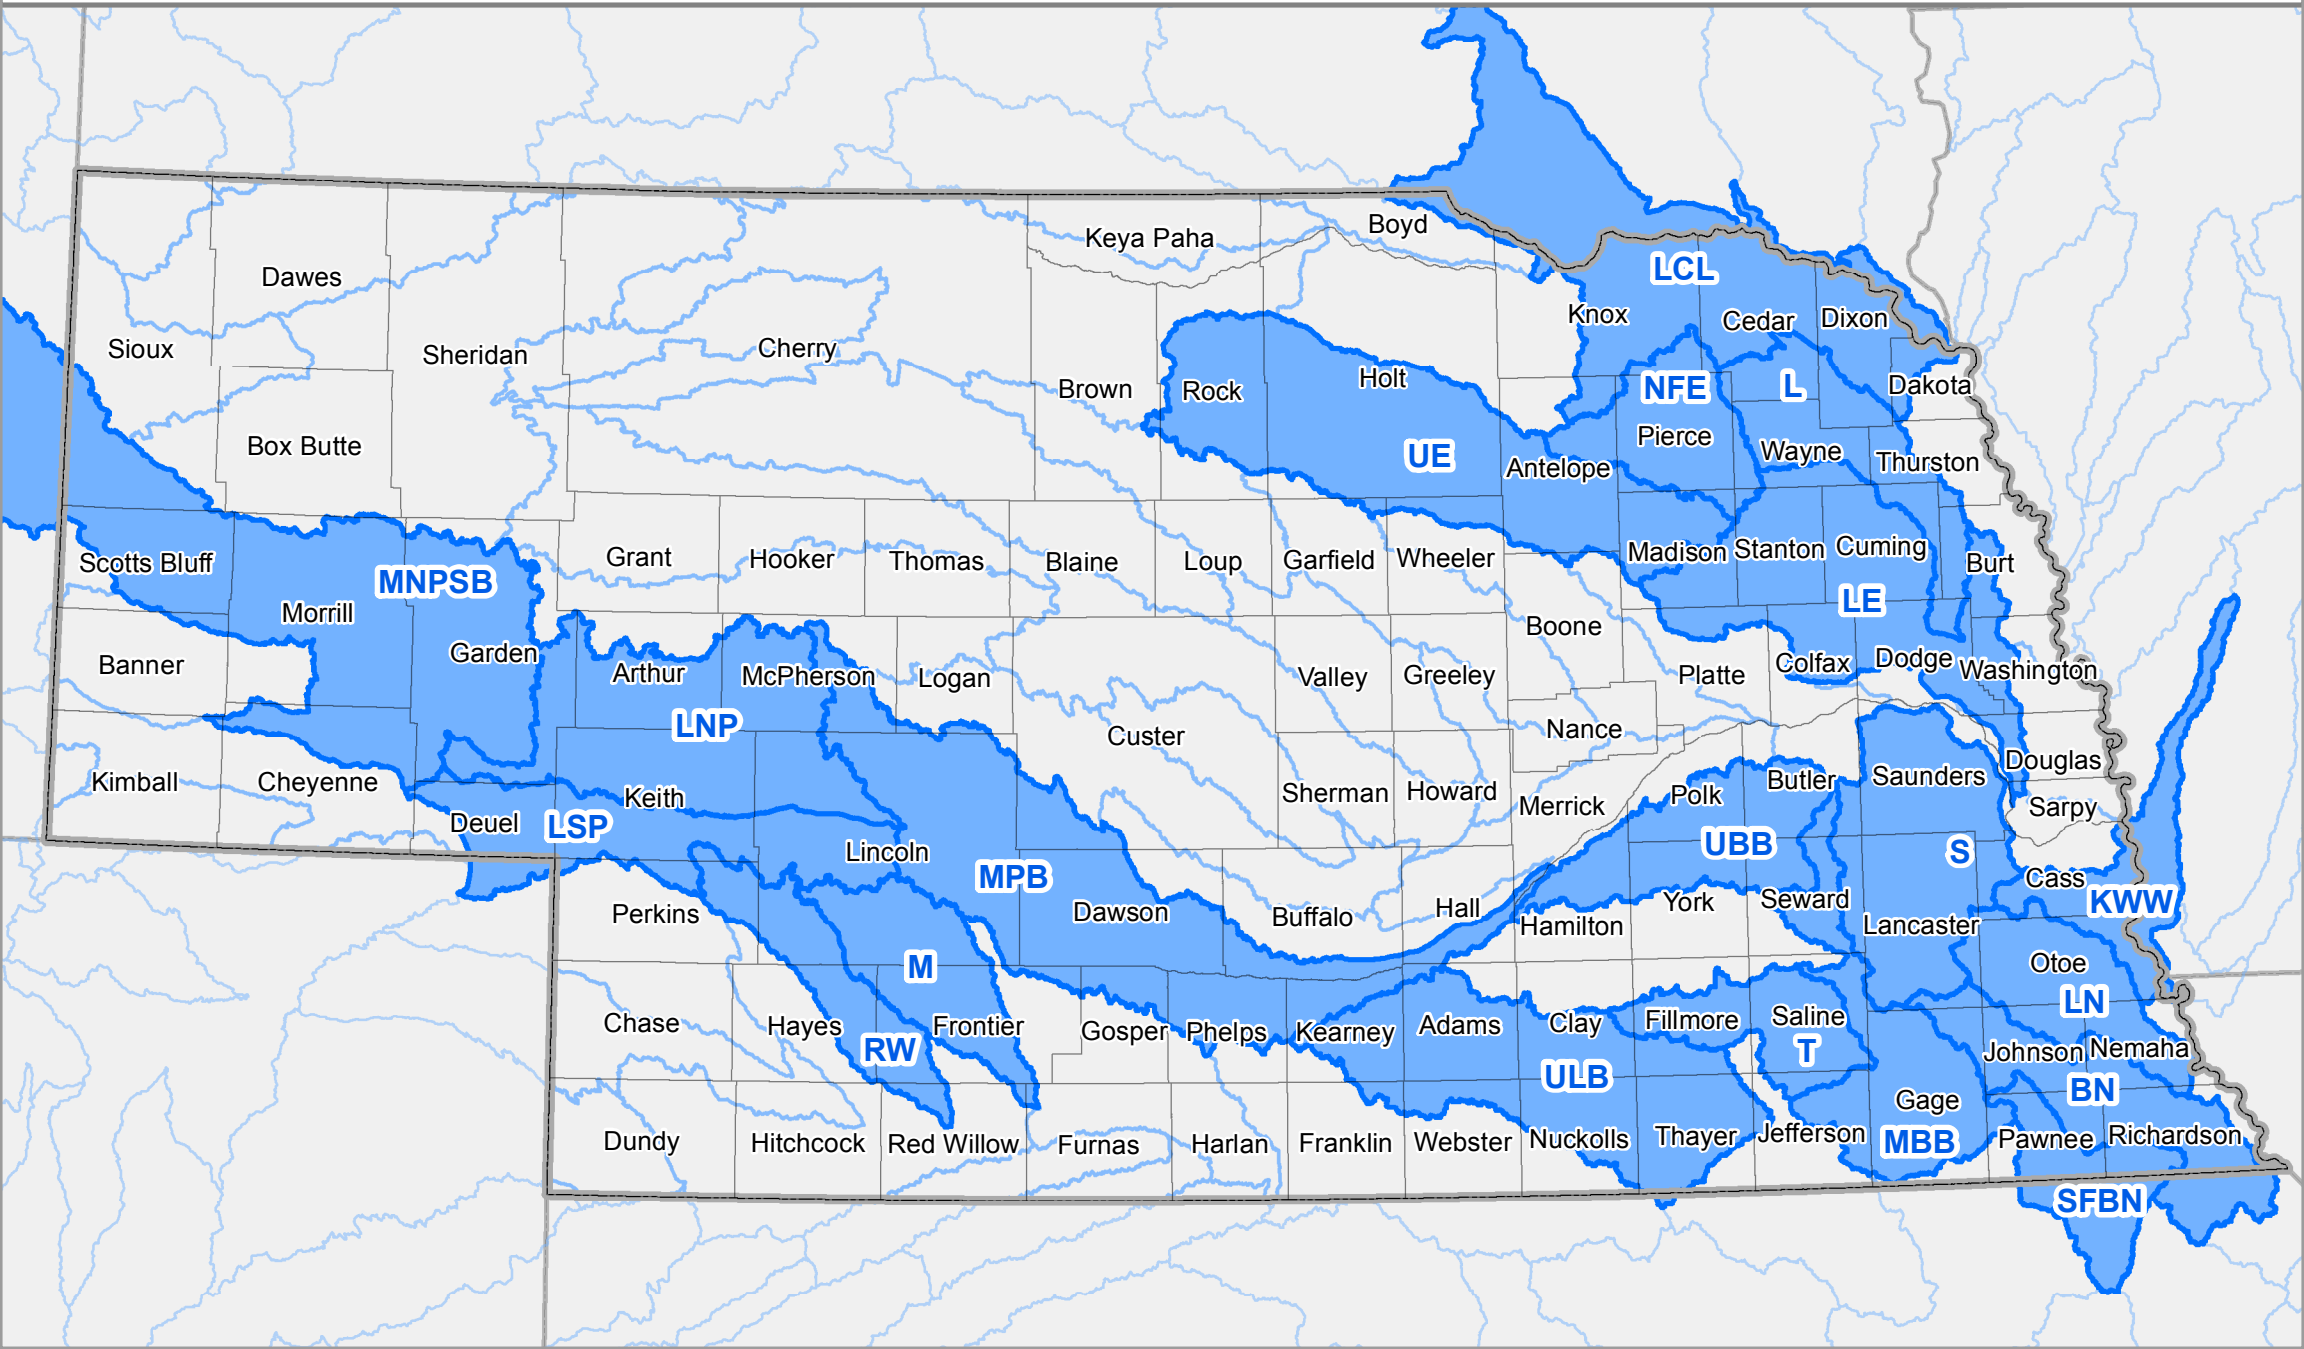 Boyd
Keya Paha
LCL
Dawes
Knox
Cedar
Dixon
Sioux
Sheridan
Cherry
Holt
NFE
L
Dakota
Brown
Rock
Box Butte
Pierce
UE
Wayne
Antelope
Thurston
Scotts Bluff
MNPSB
Grant
Hooker
Thomas
Blaine
Loup
Garfield
Wheeler
Madison
Stanton
Cuming
Burt
LE
Morrill
Boone
Garden
Banner
Arthur
McPherson
Logan
Valley
Greeley
Platte
Colfax
Dodge
Washington
LNP
Custer
Nance
Douglas
Kimball
Cheyenne
Keith
Sherman
Howard
Merrick
Polk
Butler
Saunders
Sarpy
Deuel
LSP
Lincoln
UBB
S
MPB
Cass
KWW
Perkins
Dawson
Buffalo
Hall
Hamilton
York
Seward
Lancaster
M
Otoe
LN
Chase
Hayes
Frontier
Gosper
Phelps
Kearney
Adams
Clay
Fillmore
Saline
T
RW
Johnson
Nemaha
ULB
BN
Gage
Dundy
Hitchcock
Red Willow
Furnas
Harlan
Franklin
Webster
Nuckolls
Thayer
Jefferson
MBB
Pawnee
Richardson
SFBN